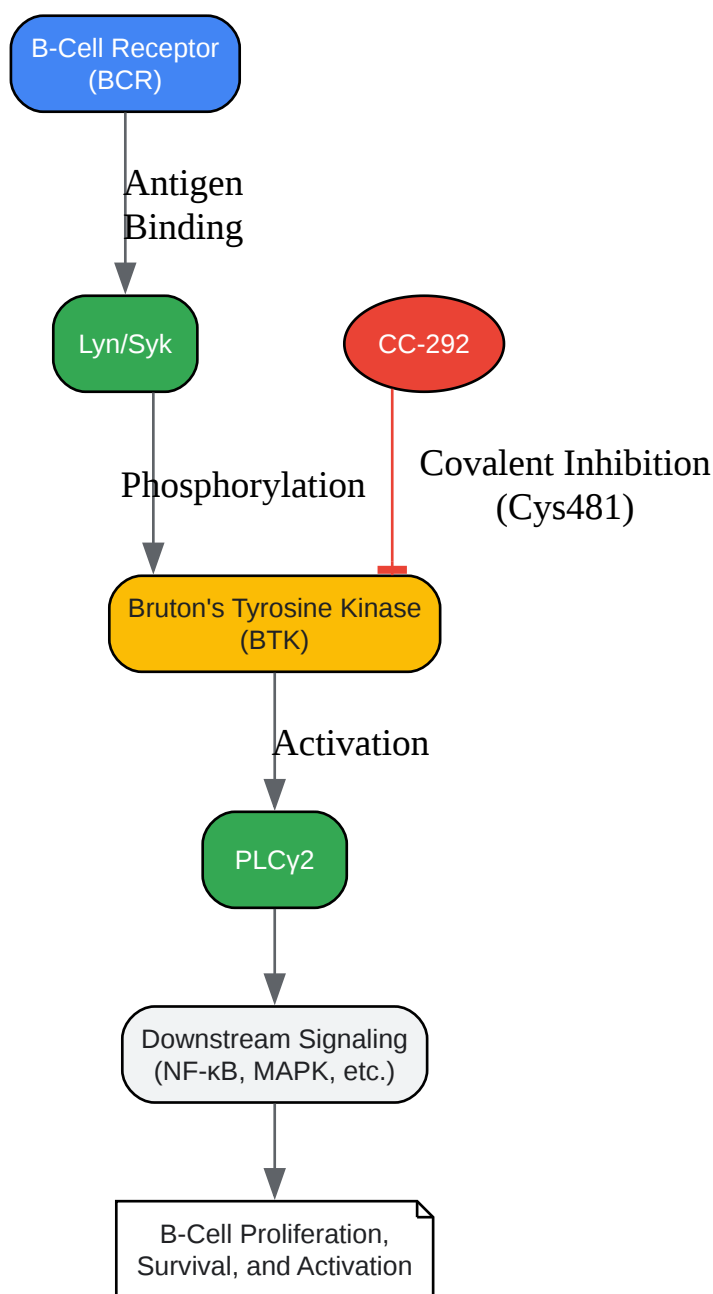 B-Cell Receptor
(BCR)
Antigen
Binding
Lyn/Syk
CC-292
Phosphorylation
Covalent Inhibition
(Cys481)
Bruton's Tyrosine Kinase
(BTK)
Activation
PLCγ2
Downstream Signaling
(NF-κB, MAPK, etc.)
B-Cell Proliferation,
Survival, and Activation